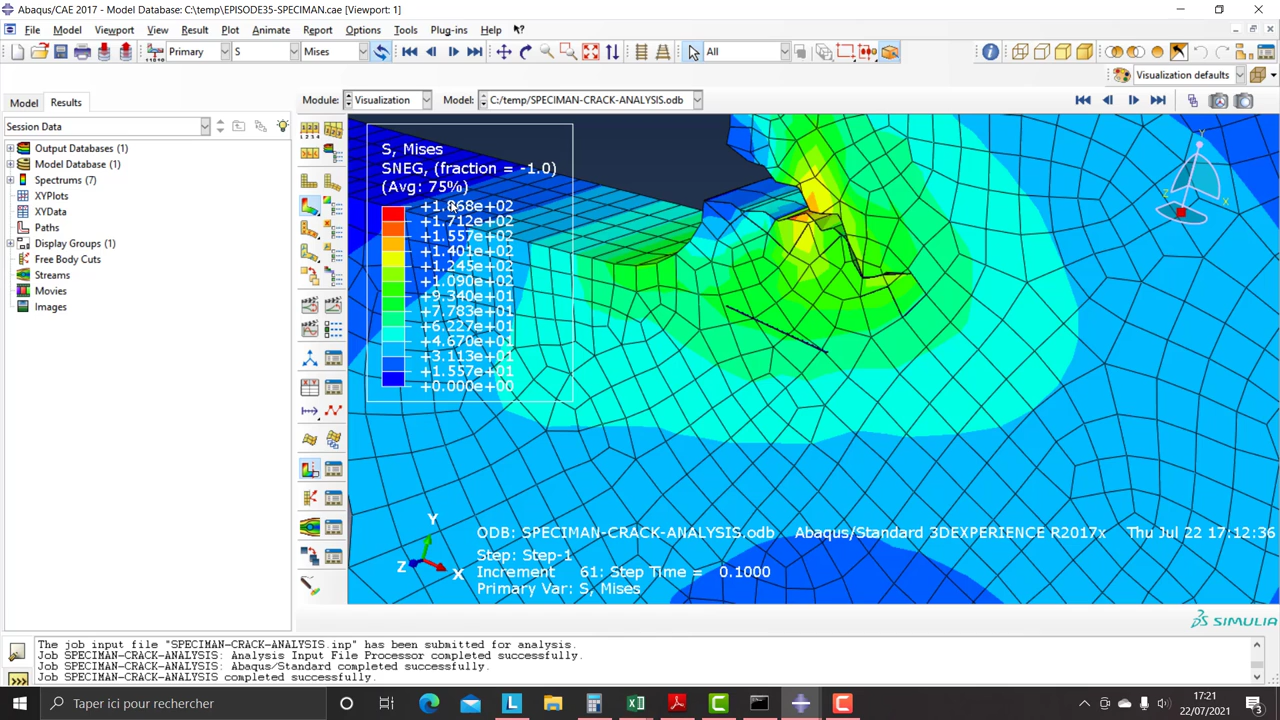 Abaqus/CAE 2017 - Model Database: C:\temp\EPISODE35-SPECIMAN.cae [Viewport: 1]
File Model Viewport View Result Plot Animate Report Options Tools Plug-ins Help
Primary S Mises All
Visualization defaults
Model Results Module: Visualization Model: C:/temp/SPECIMAN-CRACK-ANALYSIS.odb
Session Data
Output Databases (1)
Model Database (1)
Spectrums (7)
XYPlots
XYData
Paths
Display Groups (1)
Free Body Cuts
Streams
Movies
Images
S, Mises
SNEG, (fraction = -1.0)
(Avg: 75%)
+1.868e+02
+1.712e+02
+1.557e+02
+1.401e+02
+1.245e+02
+1.090e+02
+9.340e+01
+7.783e+01
+6.227e+01
+4.670e+01
+3.113e+01
+1.557e+01
+0.000e+00
Y
Z
X
Y
Z X
ODB: SPECIMAN-CRACK-ANALYSIS.odb Abaqus/Standard 3DEXPERIENCE R2017x Thu Jul 22 17:12:36
Step: Step-1
Increment 61: Step Time = 0.1000
Primary Var: S, Mises
SIMULIA
The job input file "SPECIMAN-CRACK-ANALYSIS.inp" has been submitted for analysis.
Job SPECIMAN-CRACK-ANALYSIS: Analysis Input File Processor completed successfully.
Job SPECIMAN-CRACK-ANALYSIS: Abaqus/Standard completed successfully.
Job SPECIMAN-CRACK-ANALYSIS completed successfully.
Taper ici pour rechercher
17:21
22/07/2021